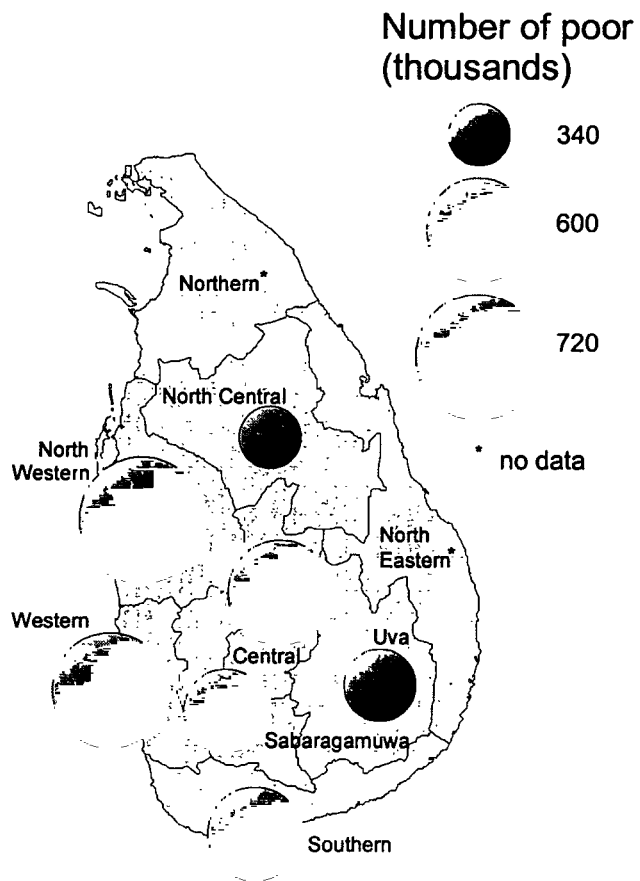 Number of poor
(thousands)
340
600
720
* no data
Northern*
North Central
North
Western
North
Eastern*
Western
Uva
Central
Sabaragamuwa
Southern